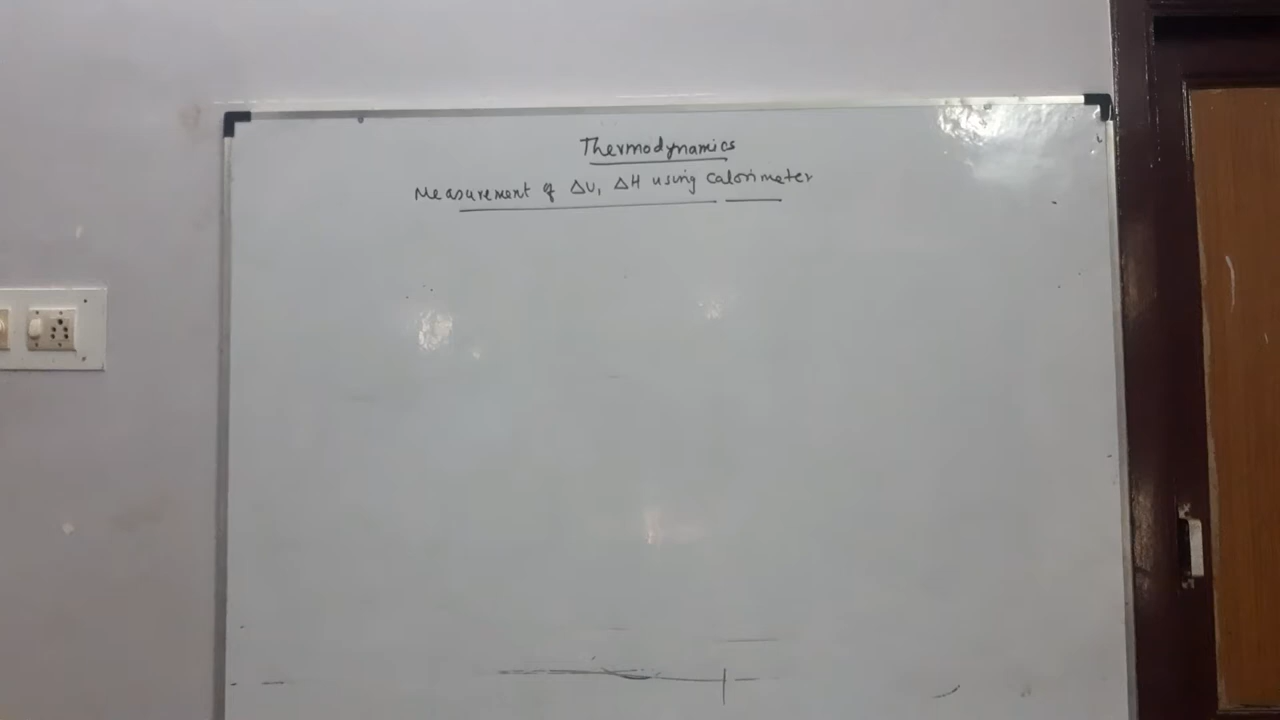 Thermodynamics
Measurement of ΔU, ΔH using Calorimeter